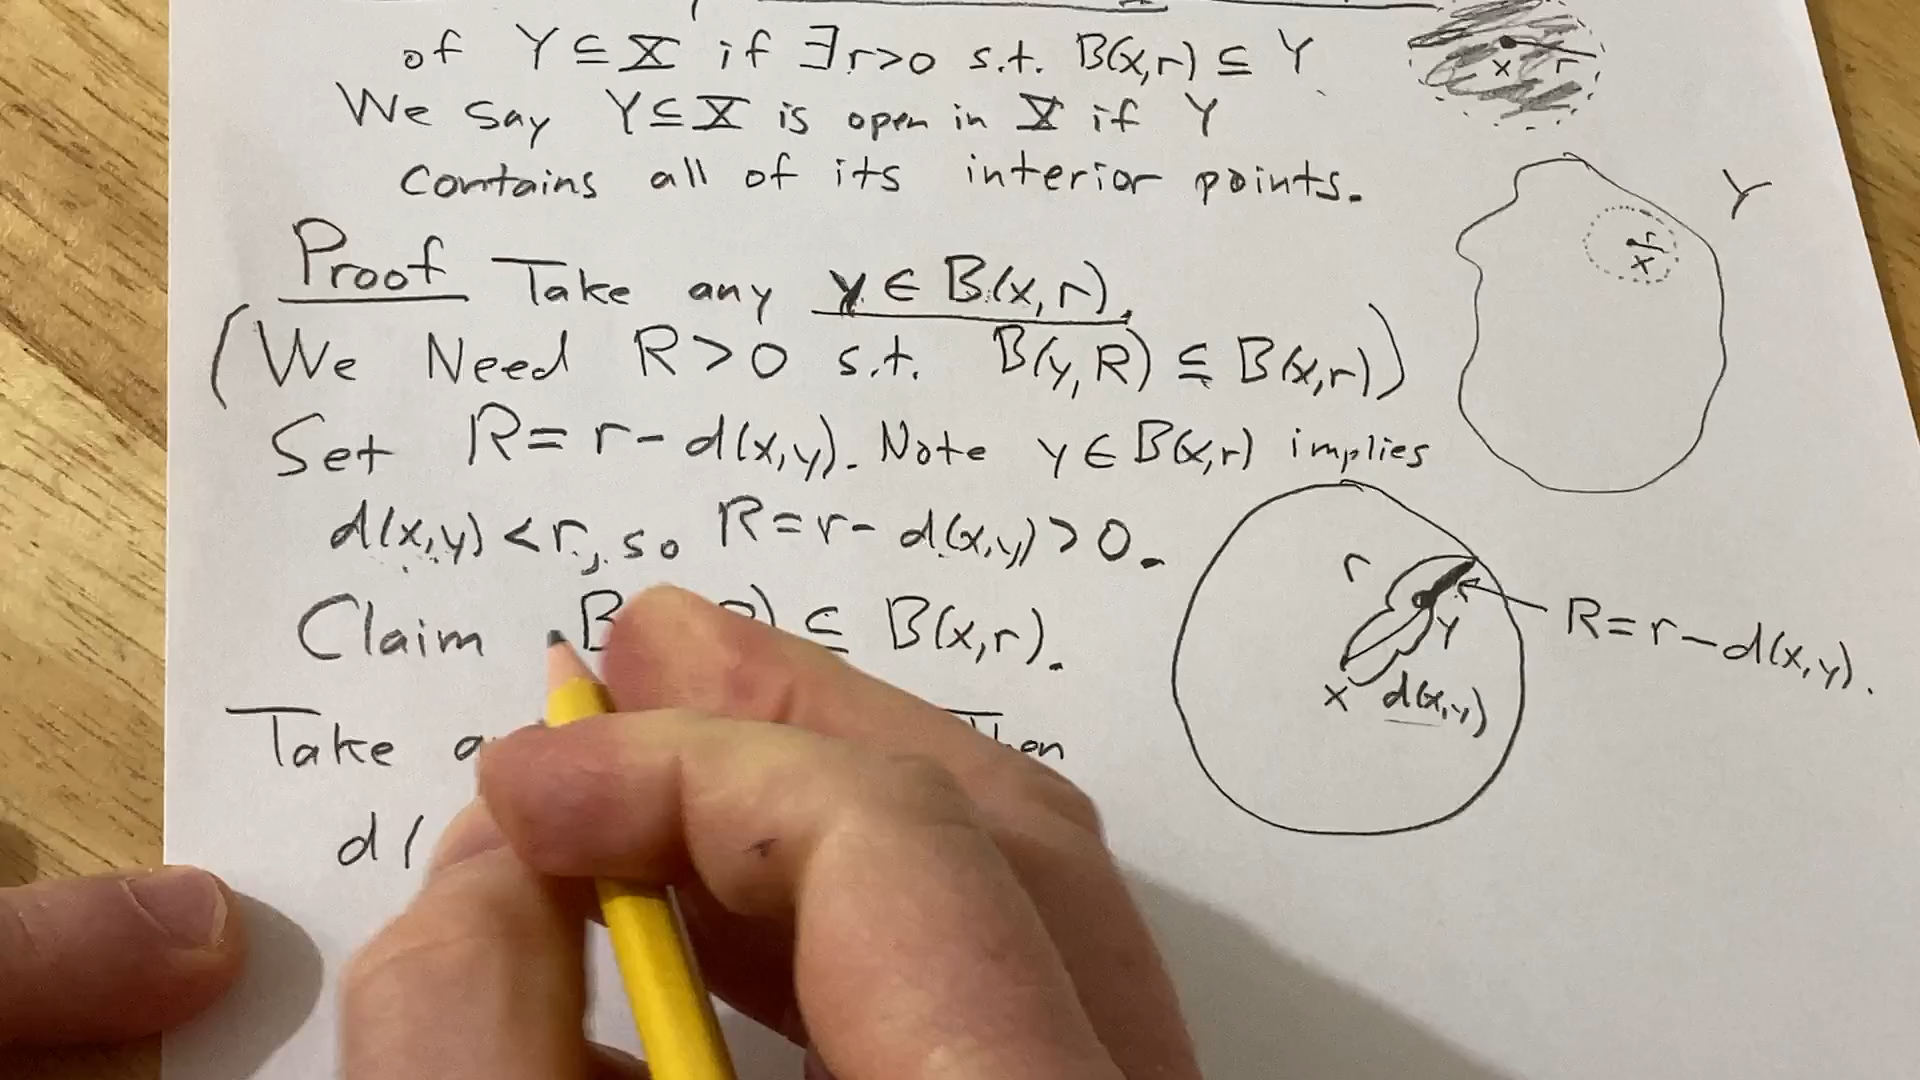 of Y ⊆ X if ∃r>0 s.t. B(x,r) ⊆ Y
x r
We say Y⊆X is open in X if Y
contains all of its interior points.
Y
r
x
Proof Take any y ∈ B(x,r).
(We Need R>0 s.t. B(y,R) ⊆ B(x,r))
Set R = r - d(x,y). Note y ∈ B(x,r) implies
d(x,y) < r, so R = r - d(x,y) > 0.
r
y
x d(x,y)
R = r - d(x,y).
Claim B ) ⊆ B(x,r).
Take
d(